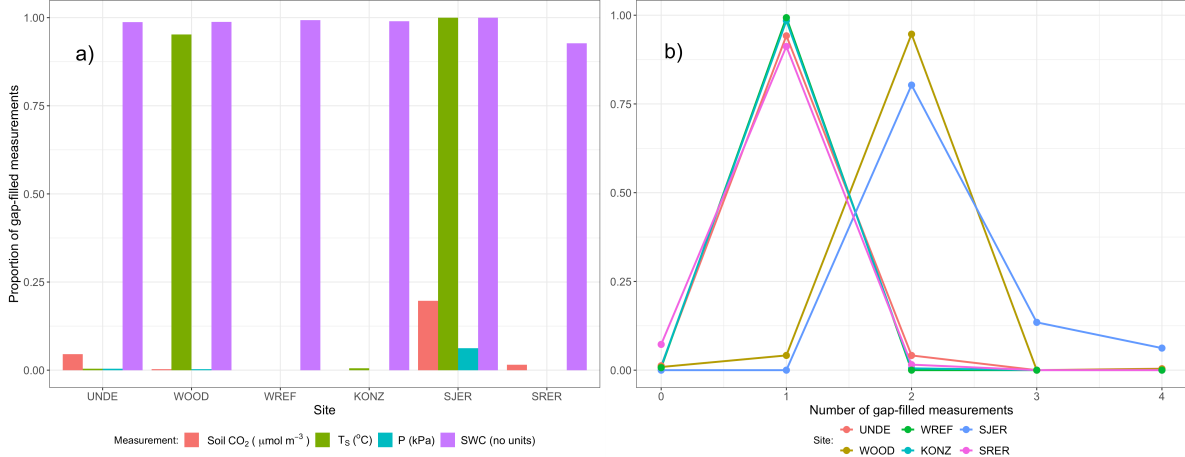 a)
1.00
0.75
0.50
0.25
0.00
Proportion of gap-filled measurements
UNDE WOOD WREF KONZ SJER SRER
Site
Measurement: Soil CO₂ ( μmol m⁻³ ) Tₛ (°C) P (kPa) SWC (no units)
b)
1.00
0.75
0.50
0.25
0.00
0 1 2 3 4
Number of gap-filled measurements
Site:
UNDE WREF SJER
WOOD KONZ SRER